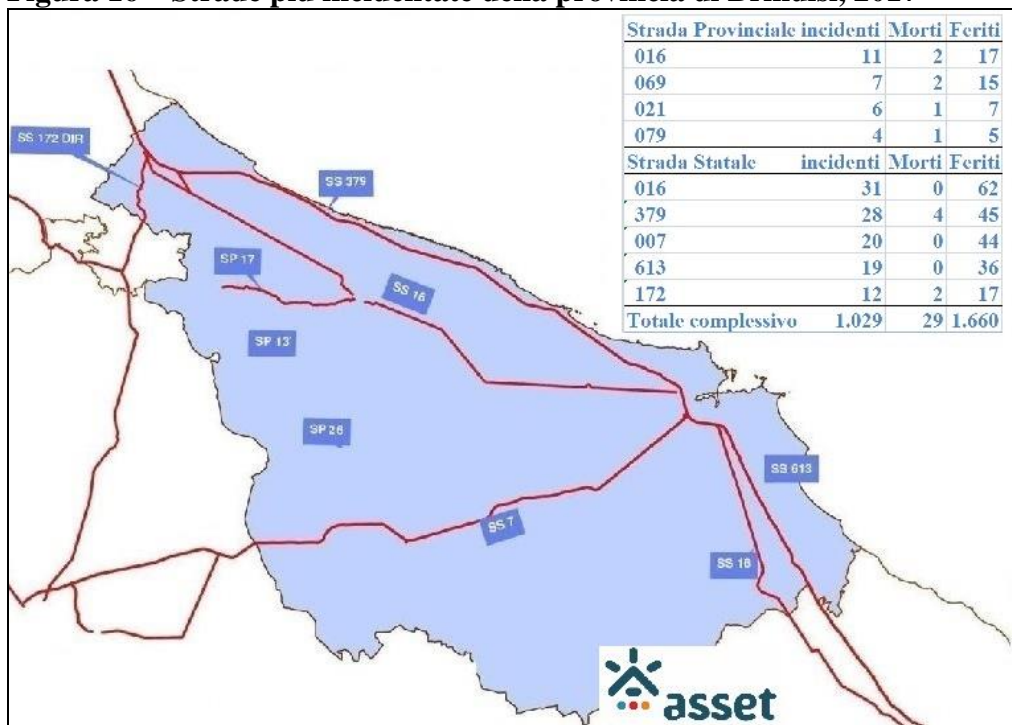 Figura – Strade più incidentate della provincia di Brindisi,
Strada Provinciale incidenti Morti Feriti
016 11 2 17
069 7 2 15
021 6 1 7
079 4 1 5
Strada Statale incidenti Morti Feriti
016 31 0 62
379 28 4 45
007 20 0 44
613 19 0 36
172 12 2 17
Totale complessivo 1.029 29 1.660
SS 172 DIR
SS 379
SP 17
SS 16
SP 13
SP 26
SS 613
SS 7
SS 16
asset